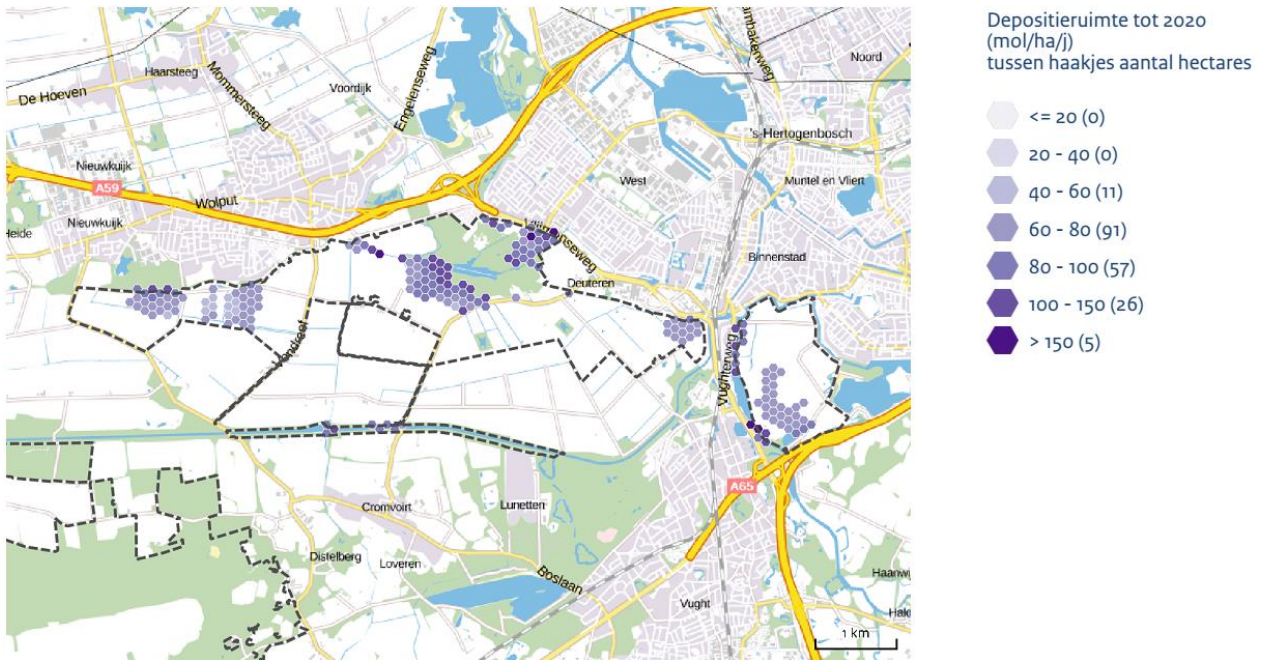 Depositieruimte tot 2020
(mol/ha/j)
tussen haakjes aantal hectares
<= 20 (0)
20 - 40 (0)
40 - 60 (11)
60 - 80 (91)
80 - 100 (57)
100 - 150 (26)
> 150 (5)
Haarsteeg
De Hoeven
Mommersteeg
Voordijk
Engelenseweg
Noord
's-Hertogenbosch
Nieuwkuijk
A59
Wolput
West
Muntel en Vliert
Nieuwkuijk
Heide
Binnenstad
Deuteren
Vughterweg
A65
Cromvoirt
Lunetten
Distelberg
Loveren
Boslaan
Vught
1 km